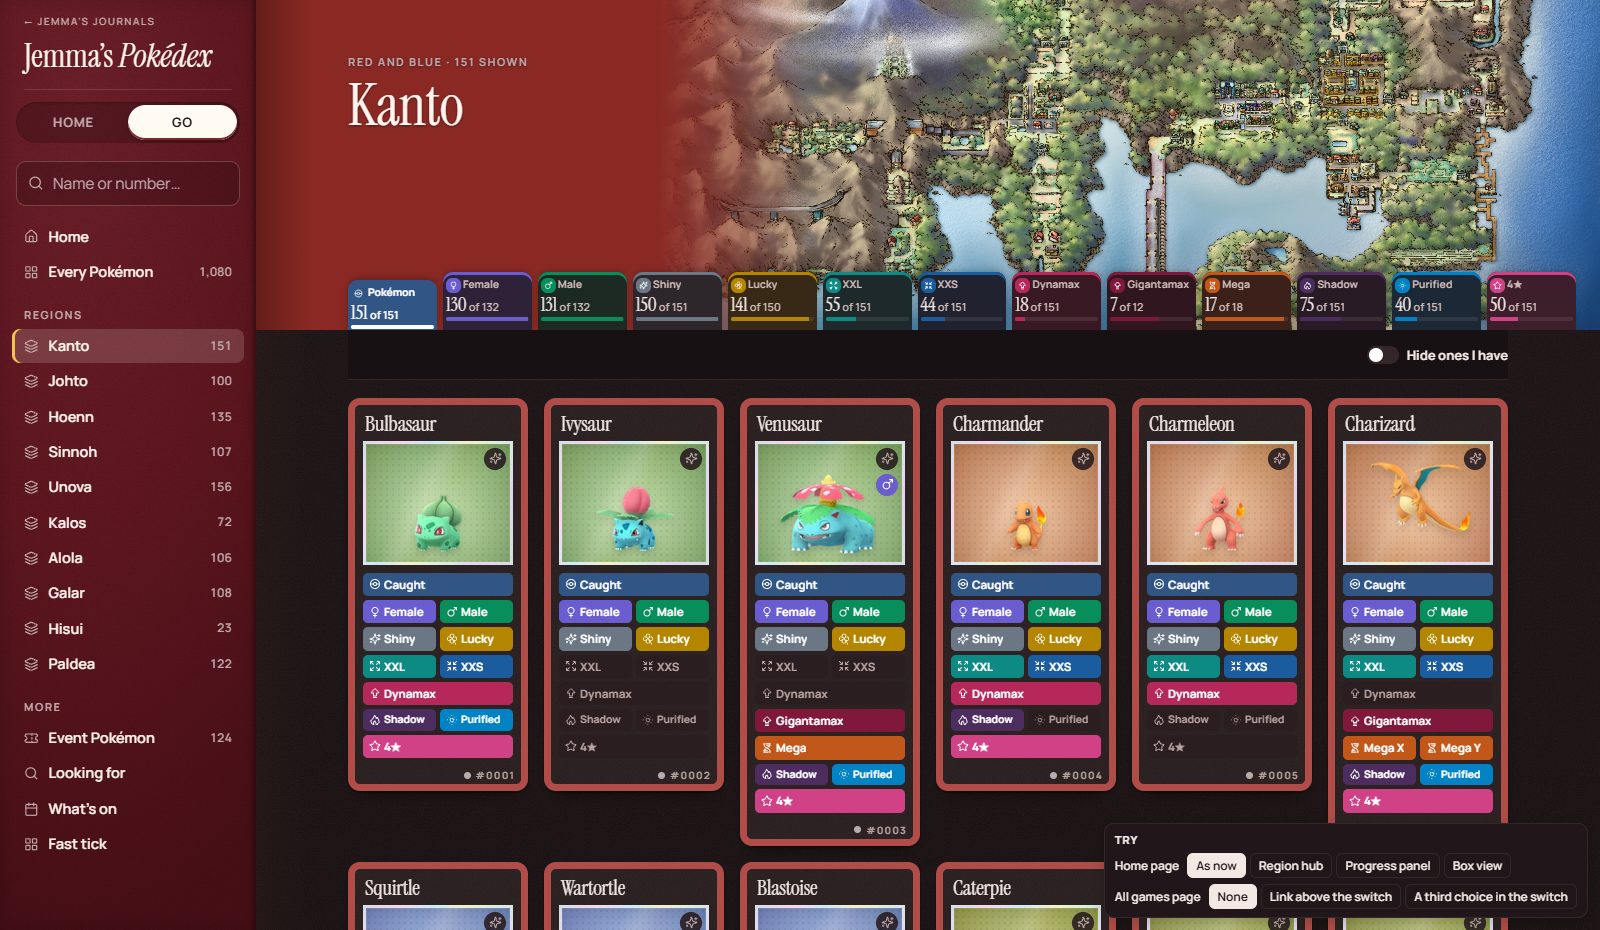 ← JEMMA'S JOURNALS
Jemma's Pokédex
HOME GO
Name or number...
Home
Every Pokémon 1,080
REGIONS
Kanto 151
Johto 100
Hoenn 135
Sinnoh 107
Unova 156
Kalos 72
Alola 106
Galar 108
Hisui 23
Paldea 122
MORE
Event Pokémon 124
Looking for
What's on
Fast tick
RED AND BLUE · 151 SHOWN
Kanto
Pokémon
151 of 151
Female
130 of 132
Male
131 of 132
Shiny
150 of 151
Lucky
141 of 150
XXL
55 of 151
XXS
44 of 151
Dynamax
18 of 151
Gigantamax
7 of 12
Mega
17 of 18
Shadow
75 of 151
Purified
40 of 151
4★
50 of 151
Hide ones I have
Bulbasaur
Caught
Female Male
Shiny Lucky
XXL XXS
Dynamax
Shadow Purified
4★
#0001
Ivysaur
Caught
Female Male
Shiny Lucky
XXL XXS
Dynamax
Shadow Purified
4★
#0002
Venusaur
Caught
Female Male
Shiny Lucky
XXL XXS
Dynamax
Gigantamax
Mega
Shadow Purified
4★
#0003
Charmander
Caught
Female Male
Shiny Lucky
XXL XXS
Dynamax
Shadow Purified
4★
#0004
Charmeleon
Caught
Female Male
Shiny Lucky
XXL XXS
Dynamax
Shadow Purified
4★
#0005
Charizard
Caught
Female Male
Shiny Lucky
XXL XXS
Dynamax
Gigantamax
Mega X Mega Y
Shadow Purified
4★
Squirtle
Wartortle
Blastoise
Caterpie
TRY
Home page As now Region hub Progress panel Box view
All games page None Link above the switch A third choice in the switch